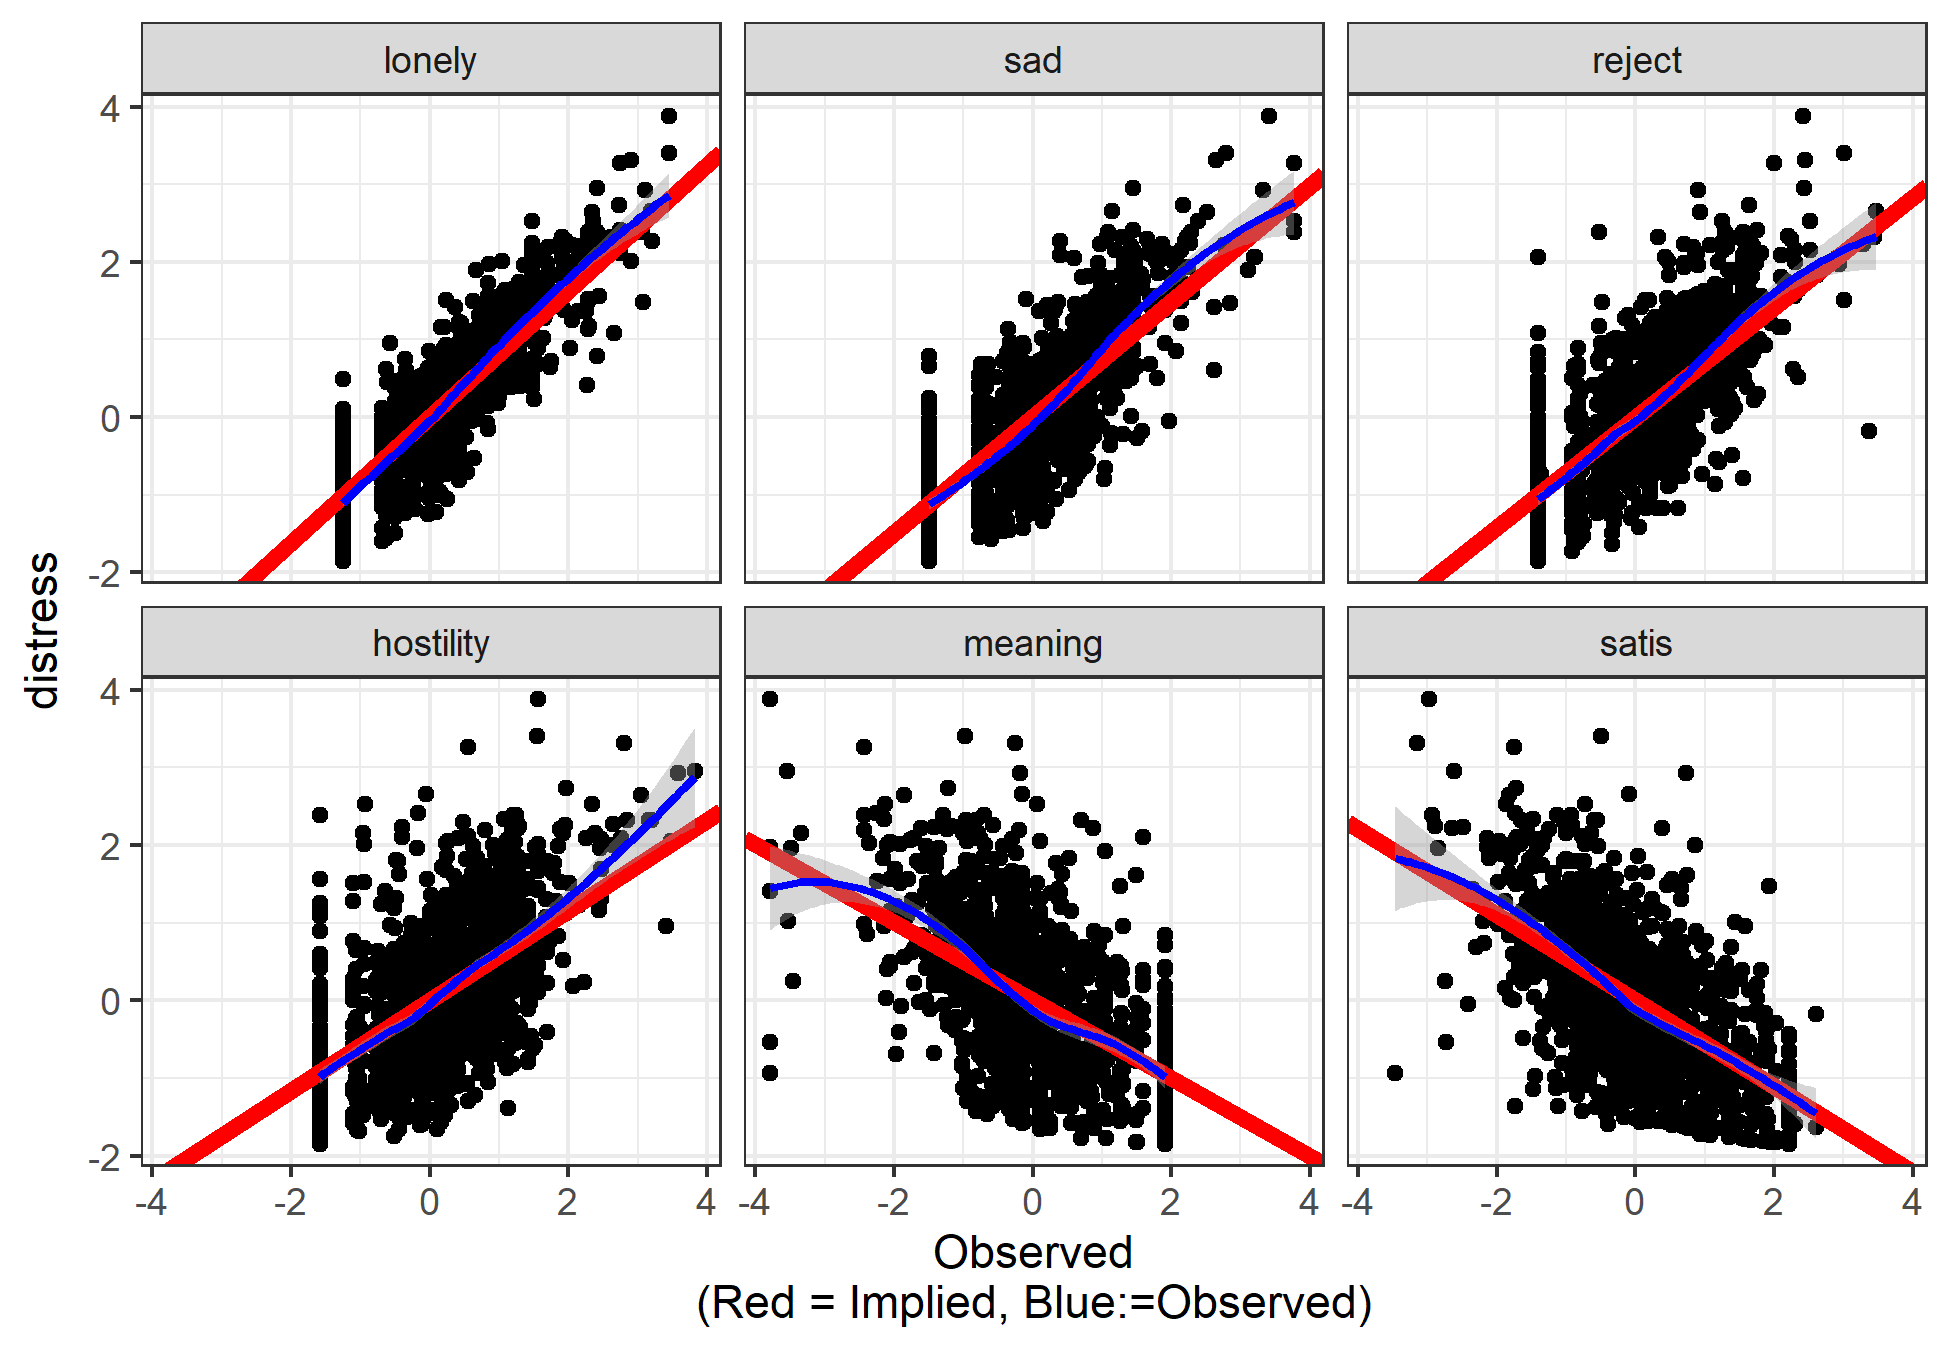 lonely sad reject
4
2
0
-2
hostility meaning satis
4
2
0
-2
-4 -2 0 2 4 -4 -2 0 2 4 -4 -2 0 2 4
distress
Observed
(Red = Implied, Blue:=Observed)